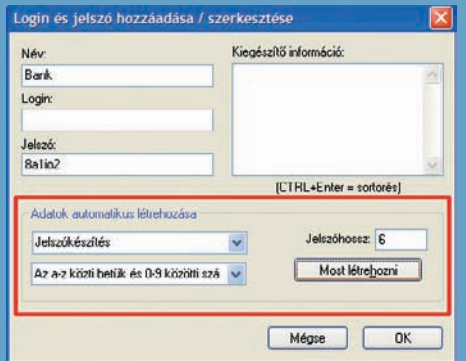 Login és jelszó hozzáadása / szerkesztése
Név:
Bank
Login:
Jelszó:
8a1io2
Kiegészítő információ:
(CTRL+Enter = sortörés)
Adatok automatikus létrehozása
Jelszókészítés
Az a-z közti betűk és 0-9 közötti szá
Jelszóhossz: 6
Most létrehozni
Mégse
OK